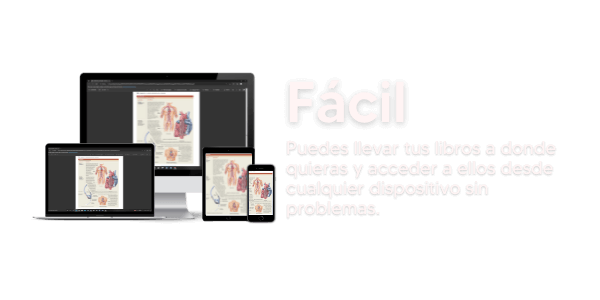 Fácil
Puedes llevar tus libros a donde
quieras y acceder a ellos desde
cualquier dispositivo sin
problemas.